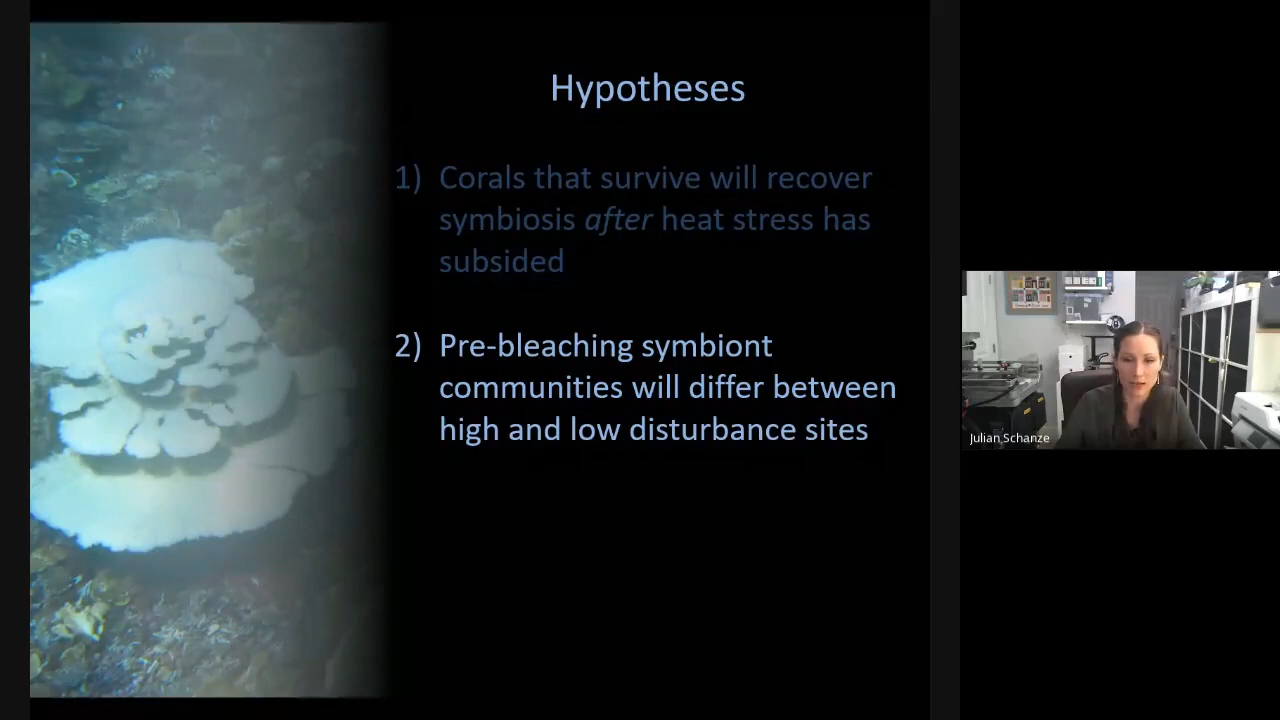 Hypotheses
1) Corals that survive will recover
symbiosis after heat stress has
subsided
2) Pre-bleaching symbiont
communities will differ between
high and low disturbance sites
Julian Schanze